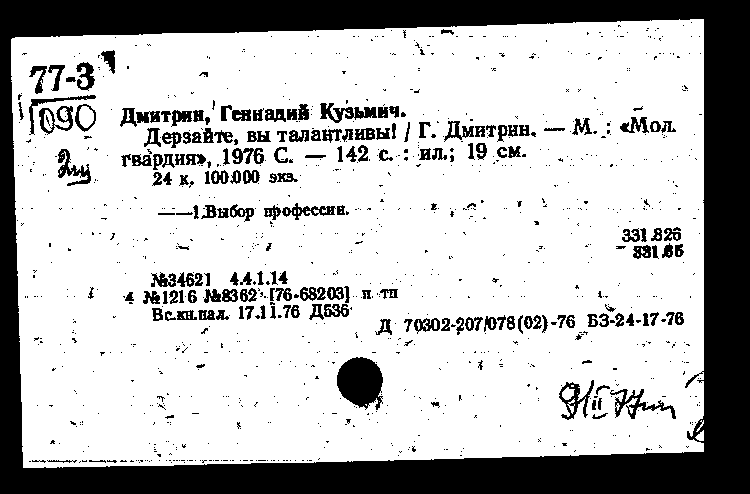 77-3
1090
Дмитрин, Геннадий Кузьмич.
Дерзайте, вы талантливы! / Г. Дмитрин. — М. : «Мол.
гвардия», 1976 С. — 142 с. : ил.; 19 см.
24 к. 100.000 экз.
——1.Выбор профессии.
331.826
331.65
№34621 4.4.1.14
4 №1216 №8362 [76-68203] п тп
Вс.кн.пал. 17.11.76 Д536
Д 70302-207/078(02)-76 БЗ-24-17-76